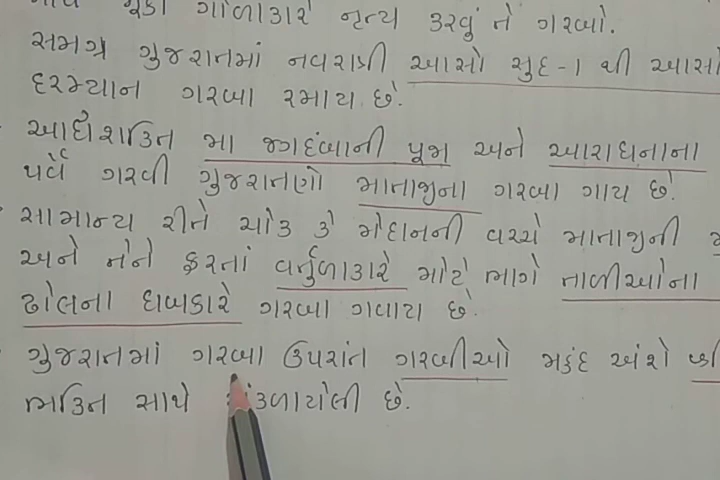 ગોળાકારે નૃત્ય કરવું તે ગરબો.
સમગ્ર ગુજરાતમાં નવરાત્રી આસો સુદ-૧ થી આસો
દરમ્યાન ગરબા રમાય છે.
આદ્યશક્તિ મા જગદંબાની પૂજા અને આરાધનાના
પર્વે ગરવી ગુજરાતણો માતાજીના ગરબા ગાય છે.
સામાન્ય રીતે ચોક કે મેદાનની વચ્ચે માતાજીની
અને તેને ફરતાં વર્તુળાકારે મોટે ભાગે તાળીઓના
ઢોલના ધબકારે ગરબા ગવાય છે.
ગુજરાતમાં ગરબા ઉપરાંત ગરબીઓ મહદ અંશે
ભક્તિ સાથે સંકળાયેલી છે.